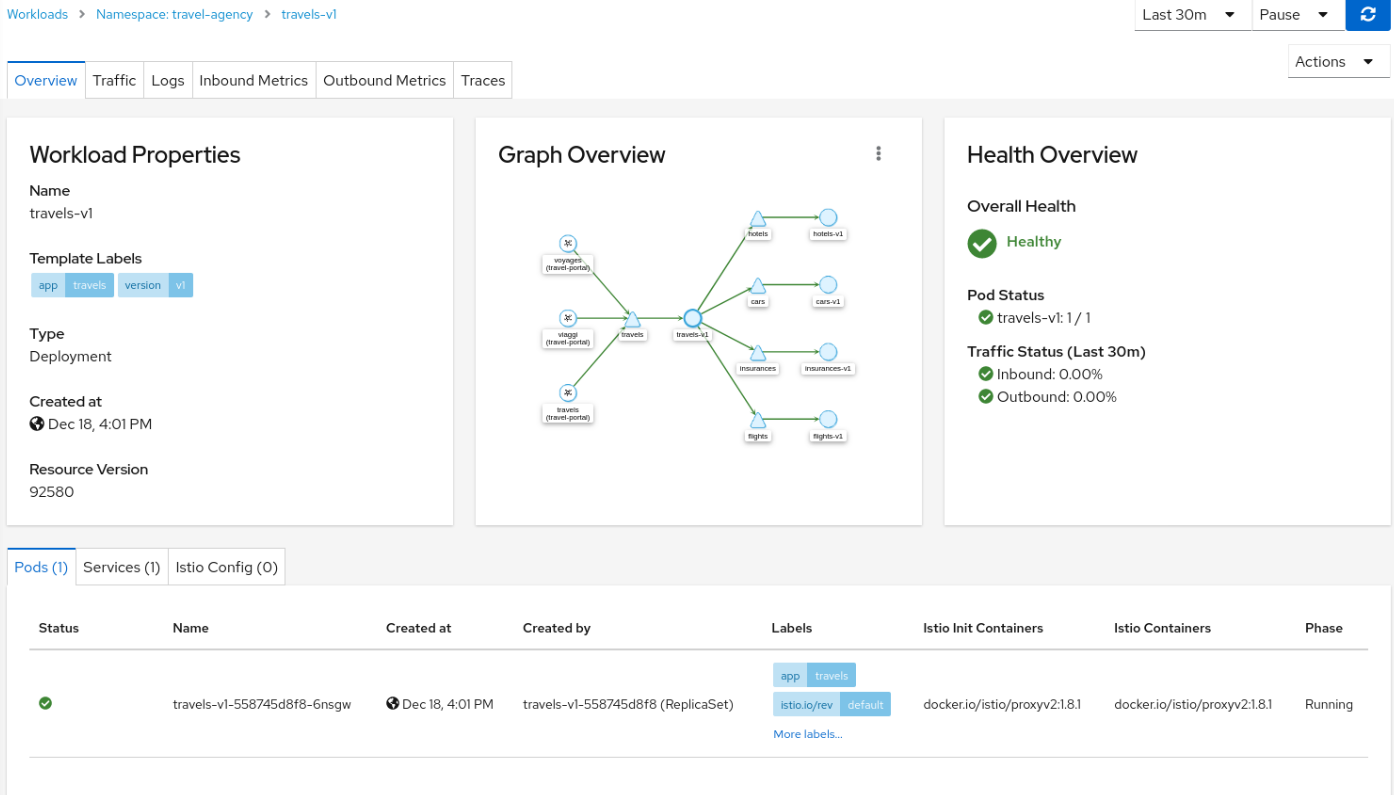 Workloads > Namespace: travel-agency > travels-v1
Last 30m
Pause
Actions
Overview Traffic Logs Inbound Metrics Outbound Metrics Traces
Workload Properties
Name
travels-v1
Template Labels
app travels version v1
Type
Deployment
Created at
Dec 18, 4:01 PM
Resource Version
92580
Graph Overview
hotels
hotels-v1
voyages
(travel-portal)
cars
cars-v1
viaggi
(travel-portal)
travels
travels-v1
insurances
insurances-v1
travels
(travel-portal)
flights
flights-v1
Health Overview
Overall Health
Healthy
Pod Status
travels-v1: 1 / 1
Traffic Status (Last 30m)
Inbound: 0.00%
Outbound: 0.00%
Pods (1) Services (1) Istio Config (0)
Status Name Created at Created by Labels Istio Init Containers Istio Containers Phase
travels-v1-558745d8f8-6nsgw Dec 18, 4:01 PM travels-v1-558745d8f8 (ReplicaSet) app travels docker.io/istio/proxyv2:1.8.1 docker.io/istio/proxyv2:1.8.1 Running
istio.io/rev default
More labels...